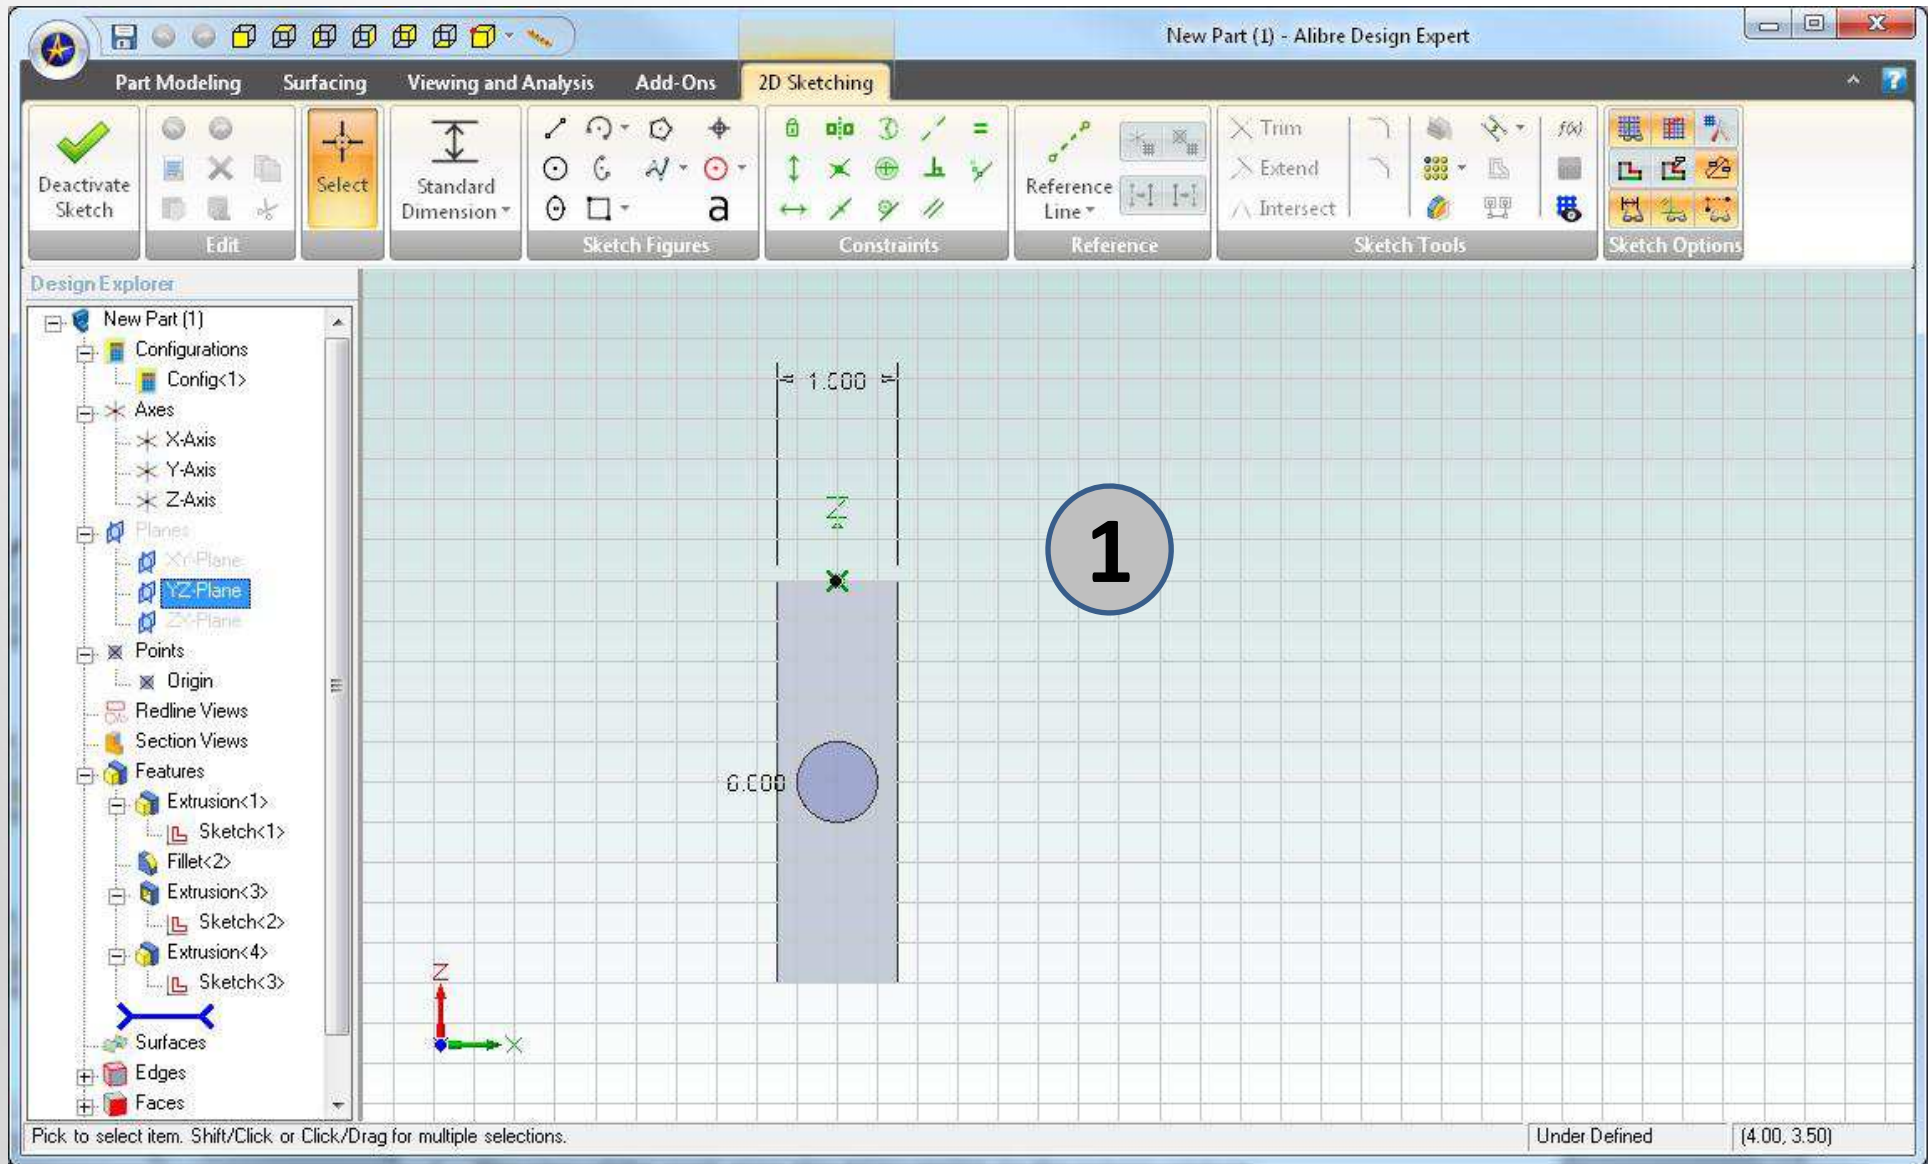 New Part (1) - Alibre Design Expert
Part Modeling Surfacing Viewing and Analysis Add-Ons 2D Sketching
Deactivate Sketch
Edit
Select
Standard Dimension
a
Sketch Figures
Constraints
Reference Line
Reference
Trim
Extend
Intersect
f(x)
Sketch Tools
Sketch Options
Design Explorer
New Part (1)
Configurations
Config<1>
Axes
X-Axis
Y-Axis
Z-Axis
Planes
XY-Plane
YZ-Plane
ZX-Plane
Points
Origin
Redline Views
Section Views
Features
Extrusion<1>
Sketch<1>
Fillet<2>
Extrusion<3>
Sketch<2>
Extrusion<4>
Sketch<3>
Surfaces
Edges
Faces
Z
1
Z
X
Pick to select item. Shift/Click or Click/Drag for multiple selections.
Under Defined
(4.00, 3.50)